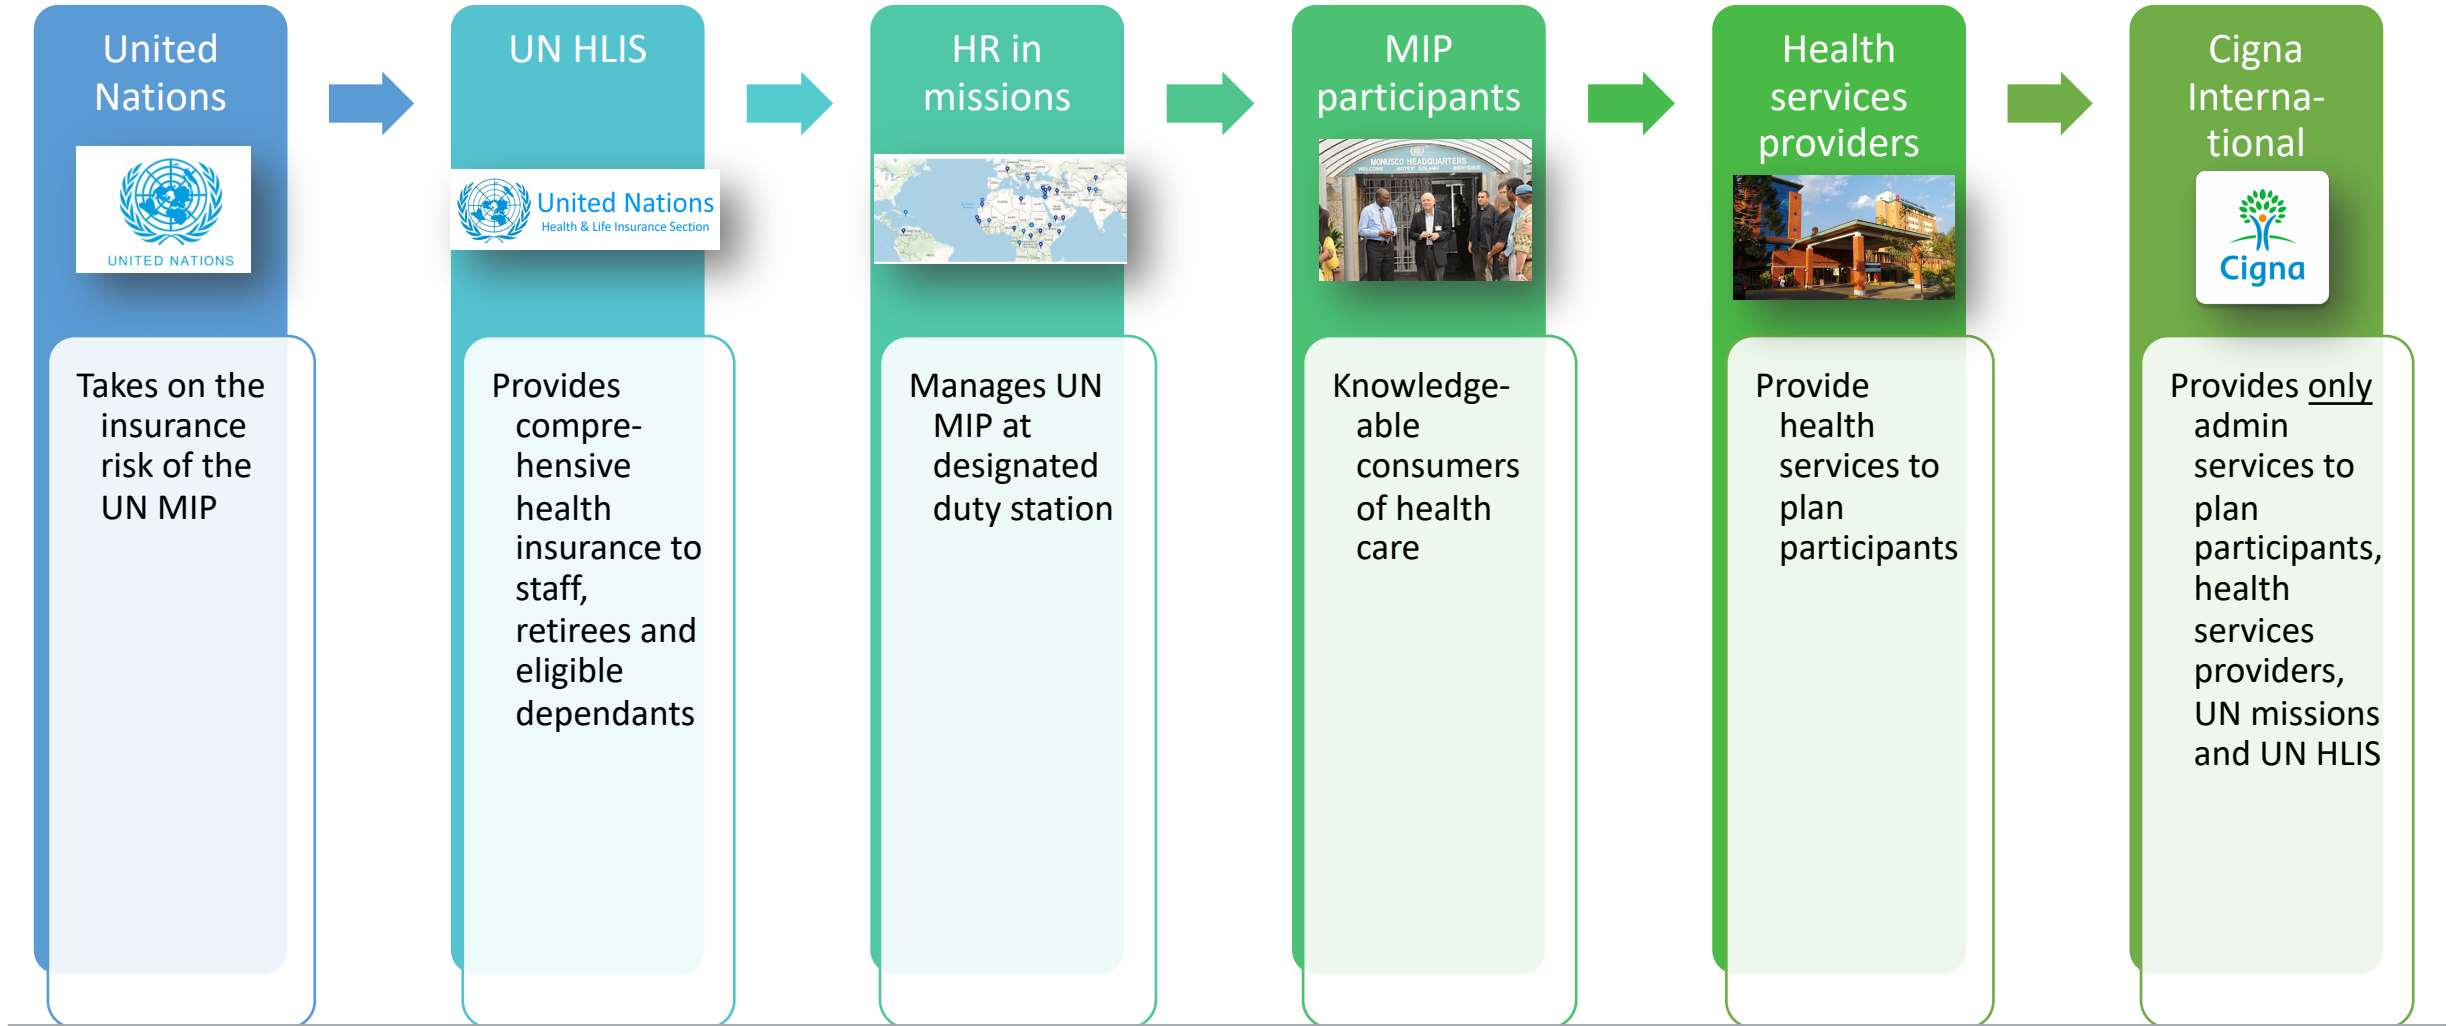 United
Nations
UNITED NATIONS
Takes on the
insurance
risk of the
UN MIP
UN HLIS
United Nations
Health & Life Insurance Section
Provides
compre-
hensive
health
insurance to
staff,
retirees and
eligible
dependants
HR in
missions
Manages UN
MIP at
designated
duty station
MIP
participants
MONUSCO HEADQUARTERS
WELCOME BOYEYI BOLAMU BIENVENUE
Knowledge-
able
consumers
of health
care
Health
services
providers
Provide
health
services to
plan
participants
Cigna
Interna-
tional
Cigna
Provides only
admin
services to
plan
participants,
health
services
providers,
UN missions
and UN HLIS